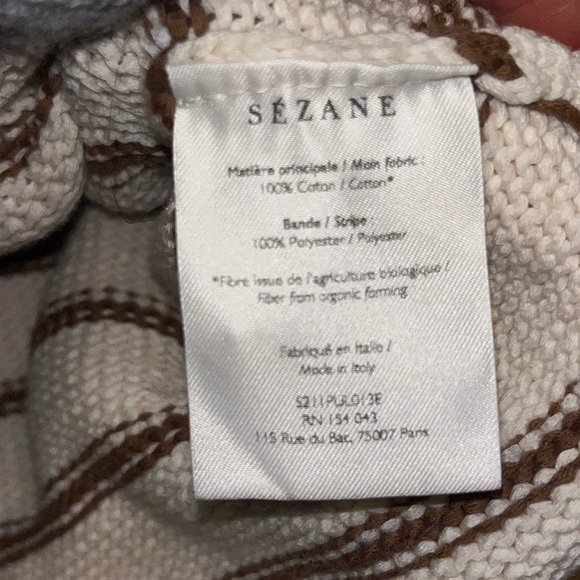 SÉZANE
Matière principale / Main fabric :
100% Coton / Cotton*
Bande / Stripe :
100% Polyester / Polyester
*Fibre issue de l'agriculture biologique /
Fiber from organic farming
Fabriqué en Italie /
Made in Italy
S211PUL013E
RN 154 043
115 Rue du Bac, 75007 Paris